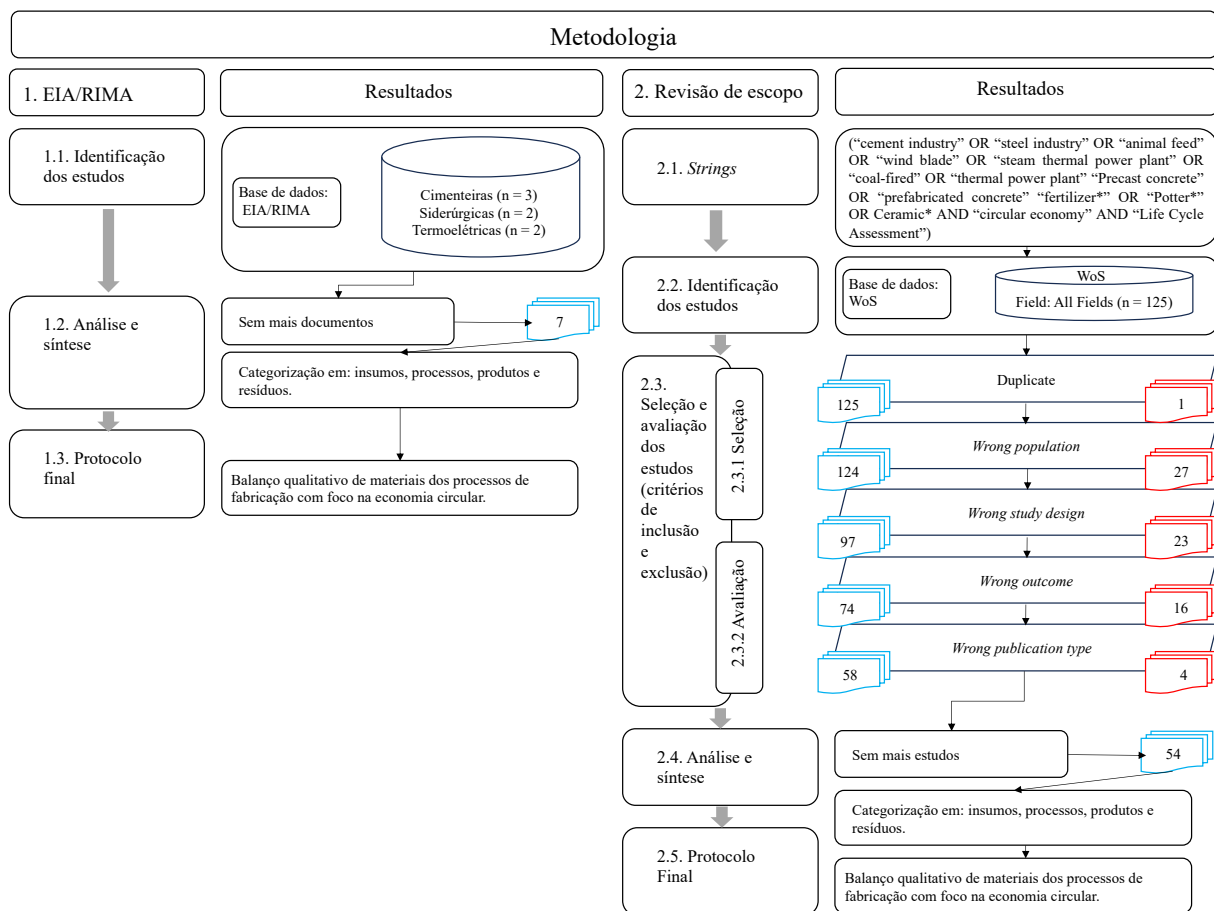 Metodologia
1. EIA/RIMA
Resultados
1.1. Identificação
dos estudos
Base de dados:
EIA/RIMA
Cimenteiras (n = 3)
Siderúrgicas (n = 2)
Termoelétricas (n = 2)
1.2. Análise e
síntese
Sem mais documentos
7
Categorização em: insumos, processos, produtos e
resíduos.
1.3. Protocolo
final
Balanço qualitativo de materiais dos processos de
fabricação com foco na economia circular.
2. Revisão de escopo
Resultados
2.1. Strings
(“cement industry” OR “steel industry” OR “animal feed”
OR “wind blade” OR “steam thermal power plant” OR
“coal-fired” OR “thermal power plant” “Precast concrete”
OR “prefabricated concrete” “fertilizer*” OR “Potter*”
OR Ceramic* AND “circular economy” AND “Life Cycle
Assessment”)
2.2. Identificação
dos estudos
Base de dados:
WoS
WoS
Field: All Fields (n = 125)
2.3.
Seleção e
avaliação
dos
estudos
(critérios
de
inclusão
e
exclusão)
2.3.1 Seleção
2.3.2 Avaliação
Duplicate
125
1
Wrong population
124
27
Wrong study design
97
23
Wrong outcome
74
16
Wrong publication type
58
4
2.4. Análise e
síntese
Sem mais estudos
54
Categorização em: insumos, processos, produtos e
resíduos.
2.5. Protocolo
Final
Balanço qualitativo de materiais dos processos de
fabricação com foco na economia circular.